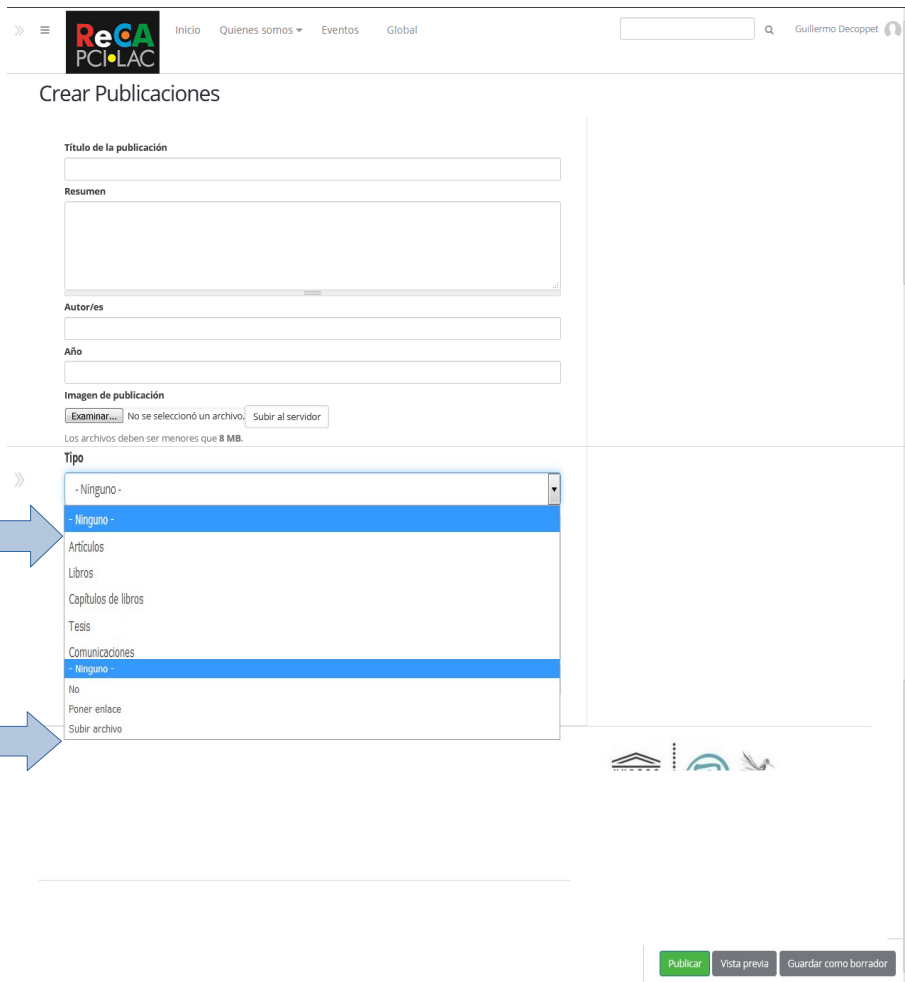 ReCA
PCI LAC
Inicio Quienes somos Eventos Global
Guillermo Decoppet
Crear Publicaciones
Título de la publicación
Resumen
Autor/es
Año
Imagen de publicación
Examinar... No se seleccionó un archivo. Subir al servidor
Los archivos deben ser menores que 8 MB.
Tipo
- Ninguno -
- Ninguno -
Artículos
Libros
Capítulos de libros
Tesis
Comunicaciones
- Ninguno -
No
Poner enlace
Subir archivo
Publicar Vista previa Guardar como borrador